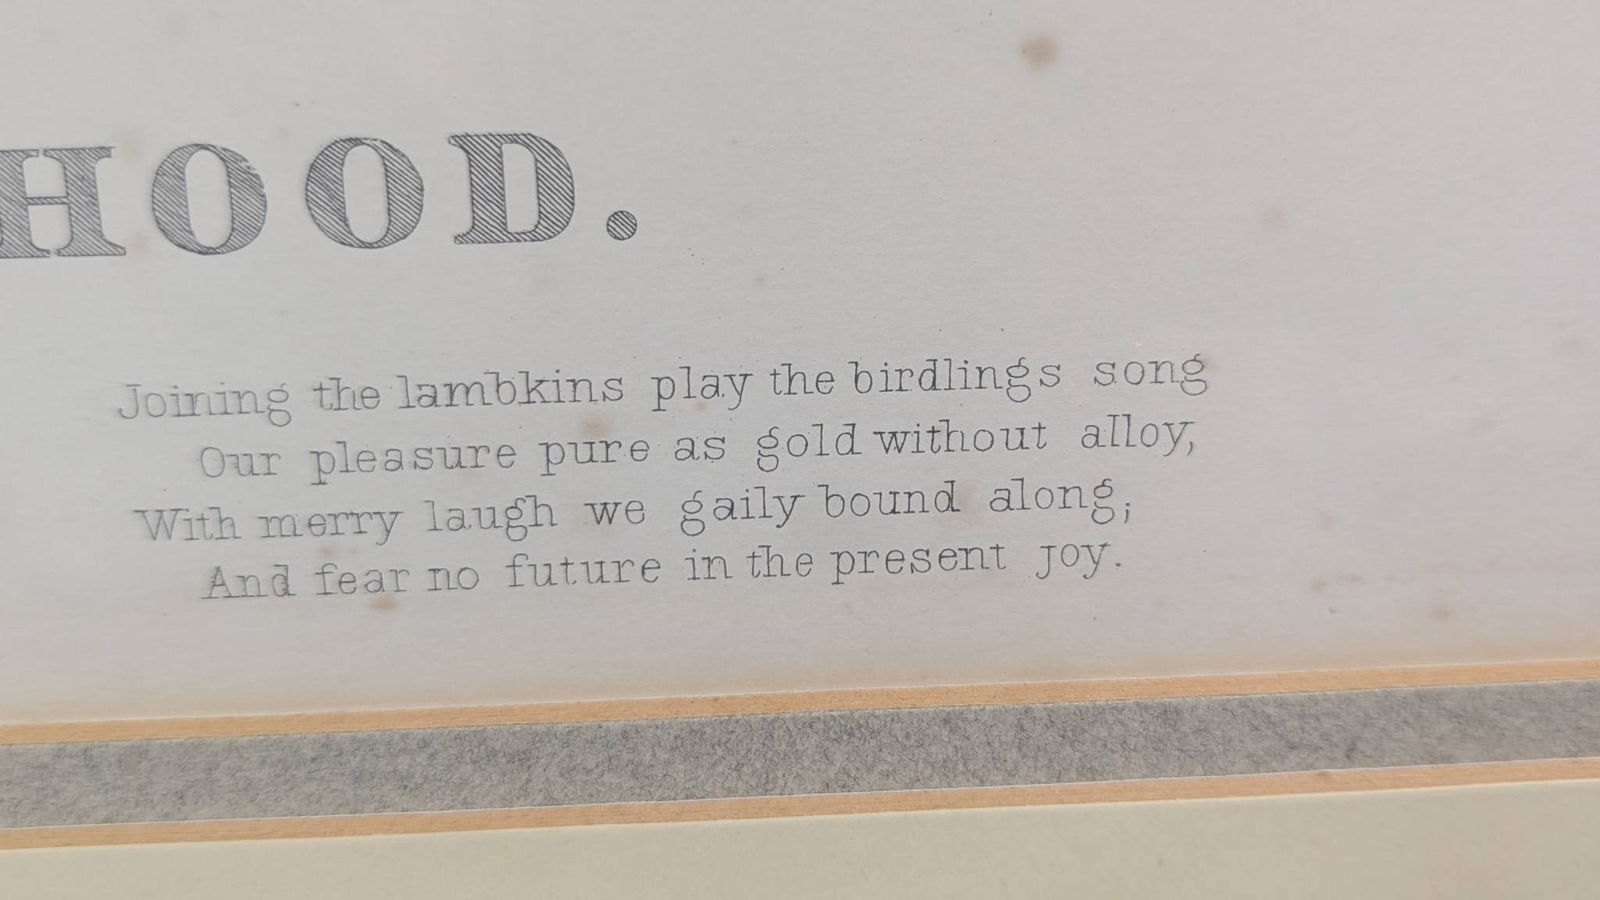 HOOD.
Joining the lambkins play the birdlings song
Our pleasure pure as gold without alloy,
With merry laugh we gaily bound along;
And fear no future in the present joy.